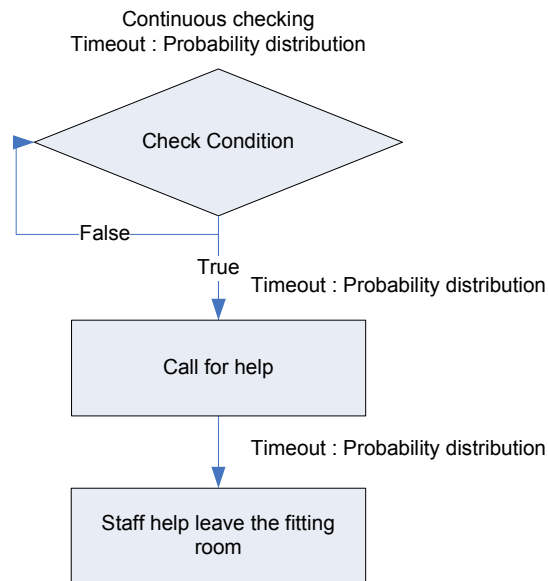 Continuous checking
Timeout : Probability distribution
Check Condition
False
True
Timeout : Probability distribution
Call for help
Timeout : Probability distribution
Staff help leave the fitting
room